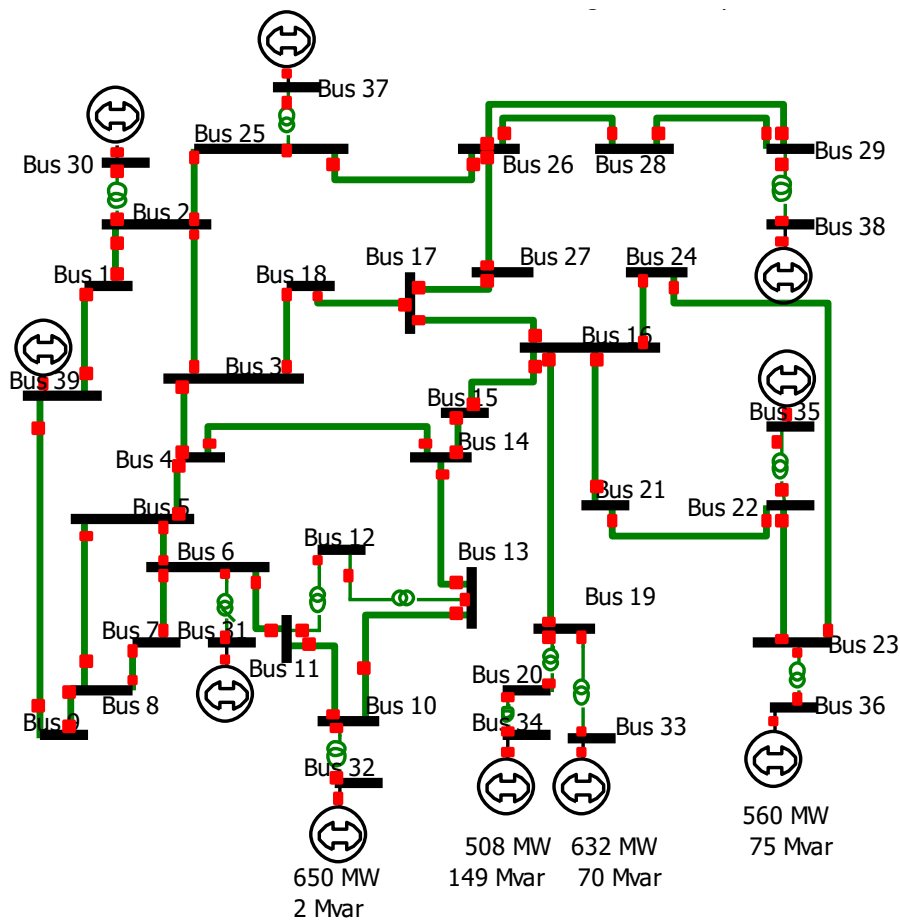 Bus 37
Bus 25
Bus 30
Bus 26
Bus 28
Bus 29
Bus 2
Bus 38
Bus 17
Bus 27
Bus 24
Bus 1
Bus 18
Bus 16
Bus 39
Bus 3
Bus 15
Bus 35
Bus 14
Bus 4
Bus 21
Bus 22
Bus 5
Bus 12
Bus 13
Bus 6
Bus 19
Bus 7
Bus 31
Bus 11
Bus 23
Bus 20
Bus 8
Bus 10
Bus 36
Bus 9
Bus 34
Bus 33
Bus 32
560 MW
75 Mvar
508 MW
149 Mvar
632 MW
70 Mvar
650 MW
2 Mvar